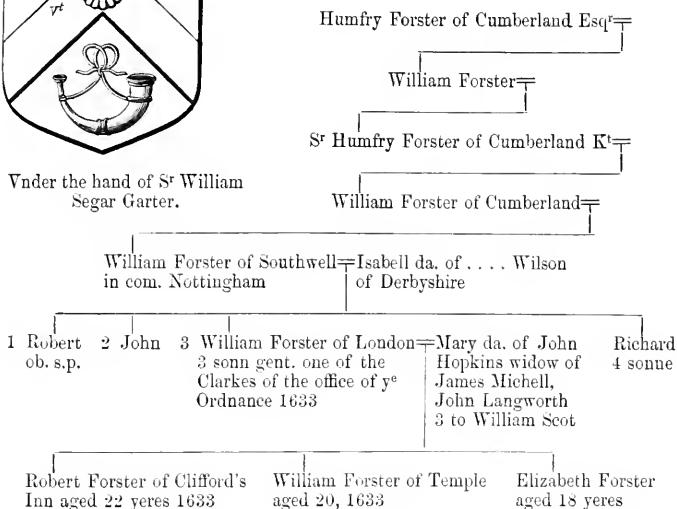 Vᵗ
Humfry Forster of Cumberland Esqʳ
William Forster
Sʳ Humfry Forster of Cumberland Kᵗ
Vnder the hand of Sʳ William
Segar Garter.
William Forster of Cumberland
William Forster of Southwell
in com. Nottingham
Isabell da. of . . . . Wilson
of Derbyshire
1 Robert
ob. s.p.
2 John
3 William Forster of London
3 sonn gent. one of the
Clarkes of the office of yᵉ
Ordnance 1633
Mary da. of John
Hopkins widow of
James Michell,
John Langworth
3 to William Scot
Richard
4 sonne
Robert Forster of Clifford's
Inn aged 22 yeres 1633
William Forster of Temple
aged 20, 1633
Elizabeth Forster
aged 18 yeres